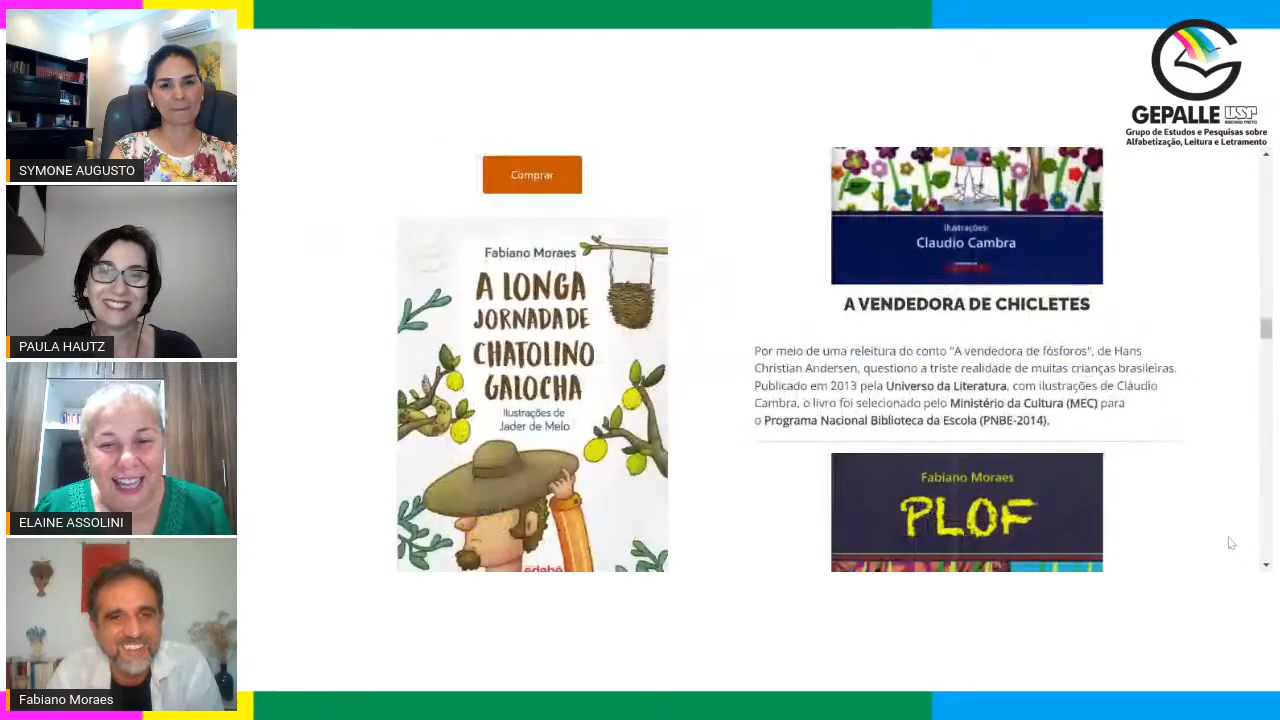 SYMONE AUGUSTO
PAULA HAUTZ
ELAINE ASSOLINI
Fabiano Moraes
Comprar
Fabiano Moraes
A LONGA
JORNADA DE
CHATOLINO
GALOCHA
Ilustrações de
Jader de Melo
edebê
GEPALLE USP
RIBEIRÃO PRETO
Grupo de Estudos e Pesquisas sobre
Alfabetização, Leitura e Letramento
Ilustrações:
Claudio Cambra
A VENDEDORA DE CHICLETES
Por meio de uma releitura do conto "A vendedora de fósforos", de Hans
Christian Andersen, questiono a triste realidade de muitas crianças brasileiras.
Publicado em 2013 pela Universo da Literatura, com ilustrações de Cláudio
Cambra, o livro foi selecionado pelo Ministério da Cultura (MEC) para
o Programa Nacional Biblioteca da Escola (PNBE-2014).
Fabiano Moraes
PLOF